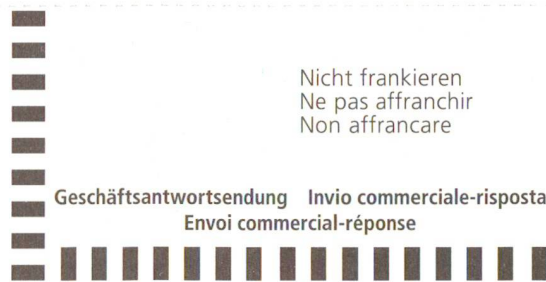 Nicht frankieren
Ne pas affranchir
Non affrancare
Geschäftsantwortsendung Invio commerciale-risposta
Envoi commercial-réponse